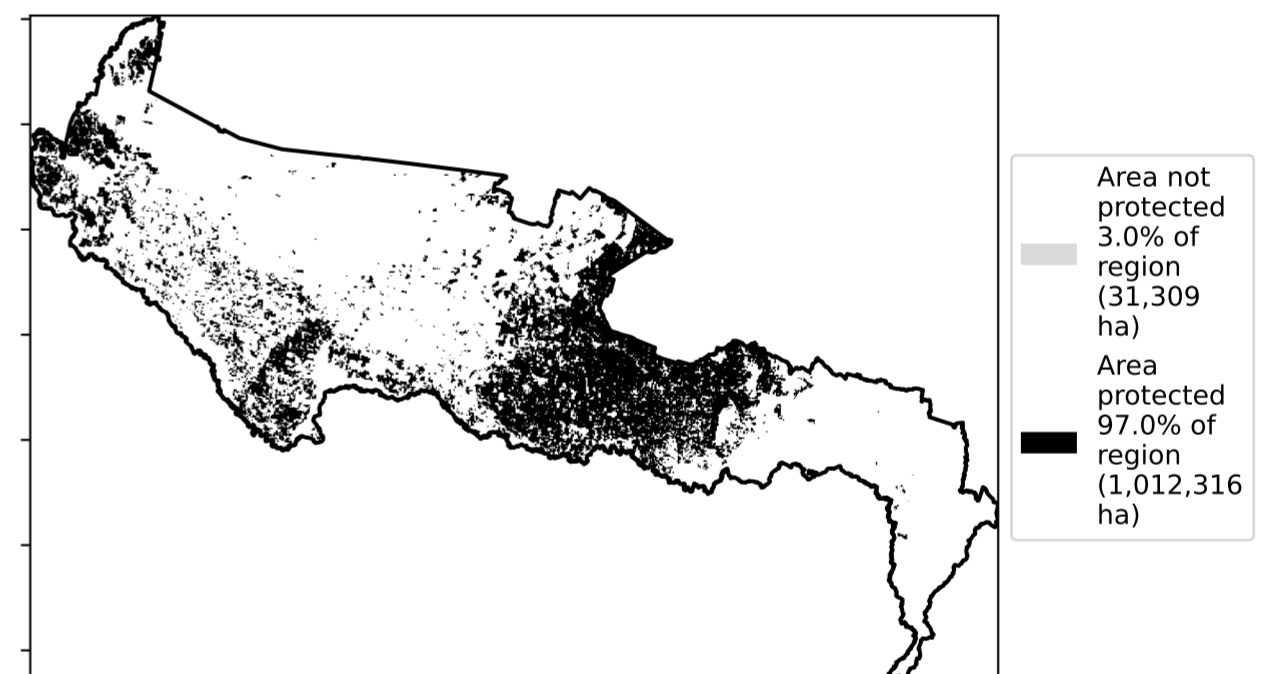 Area not
protected
3.0% of
region
(31,309
ha)
Area
protected
97.0% of
region
(1,012,316
ha)